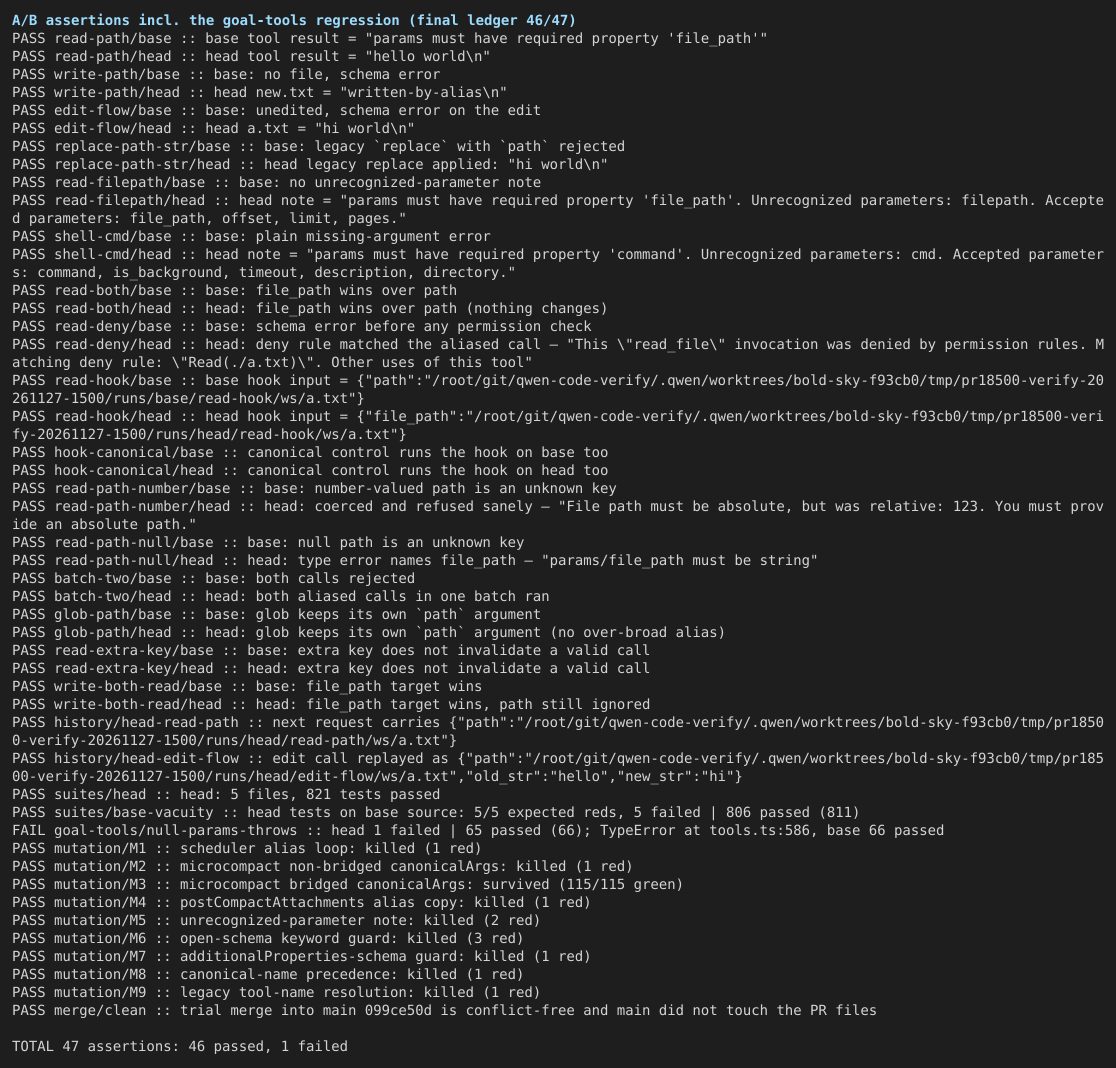 A/B assertions incl. the goal-tools regression (final ledger 46/47)
PASS read-path/base :: base tool result = "params must have required property 'file_path'"
PASS read-path/head :: head tool result = "hello world\n"
PASS write-path/base :: base: no file, schema error
PASS write-path/head :: head new.txt = "written-by-alias\n"
PASS edit-flow/base :: base: unedited, schema error on the edit
PASS edit-flow/head :: head a.txt = "hi world\n"
PASS replace-path-str/base :: base: legacy `replace` with `path` rejected
PASS replace-path-str/head :: head legacy replace applied: "hi world\n"
PASS read-filepath/base :: base: no unrecognized-parameter note
PASS read-filepath/head :: head note = "params must have required property 'file_path'. Unrecognized parameters: filepath. Accepte
d parameters: file_path, offset, limit, pages."
PASS shell-cmd/base :: base: plain missing-argument error
PASS shell-cmd/head :: head note = "params must have required property 'command'. Unrecognized parameters: cmd. Accepted parameter
s: command, is_background, timeout, description, directory."
PASS read-both/base :: base: file_path wins over path
PASS read-both/head :: head: file_path wins over path (nothing changes)
PASS read-deny/base :: base: schema error before any permission check
PASS read-deny/head :: head: deny rule matched the aliased call — "This \"read_file\" invocation was denied by permission rules. M
atching deny rule: \"Read(./a.txt)\". Other uses of this tool"
PASS read-hook/base :: base hook input = {"path":"/root/git/qwen-code-verify/.qwen/worktrees/bold-sky-f93cb0/tmp/pr18500-verify-20
261127-1500/runs/base/read-hook/ws/a.txt"}
PASS read-hook/head :: head hook input = {"file_path":"/root/git/qwen-code-verify/.qwen/worktrees/bold-sky-f93cb0/tmp/pr18500-veri
fy-20261127-1500/runs/head/read-hook/ws/a.txt"}
PASS hook-canonical/base :: canonical control runs the hook on base too
PASS hook-canonical/head :: canonical control runs the hook on head too
PASS read-path-number/base :: base: number-valued path is an unknown key
PASS read-path-number/head :: head: coerced and refused sanely — "File path must be absolute, but was relative: 123. You must prov
ide an absolute path."
PASS read-path-null/base :: base: null path is an unknown key
PASS read-path-null/head :: head: type error names file_path — "params/file_path must be string"
PASS batch-two/base :: base: both calls rejected
PASS batch-two/head :: head: both aliased calls in one batch ran
PASS glob-path/base :: base: glob keeps its own `path` argument
PASS glob-path/head :: head: glob keeps its own `path` argument (no over-broad alias)
PASS read-extra-key/base :: base: extra key does not invalidate a valid call
PASS read-extra-key/head :: head: extra key does not invalidate a valid call
PASS write-both-read/base :: base: file_path target wins
PASS write-both-read/head :: head: file_path target wins, path still ignored
PASS history/head-read-path :: next request carries {"path":"/root/git/qwen-code-verify/.qwen/worktrees/bold-sky-f93cb0/tmp/pr1850
0-verify-20261127-1500/runs/head/read-path/ws/a.txt"}
PASS history/head-edit-flow :: edit call replayed as {"path":"/root/git/qwen-code-verify/.qwen/worktrees/bold-sky-f93cb0/tmp/pr185
00-verify-20261127-1500/runs/head/edit-flow/ws/a.txt","old_str":"hello","new_str":"hi"}
PASS suites/head :: head: 5 files, 821 tests passed
PASS suites/base-vacuity :: head tests on base source: 5/5 expected reds, 5 failed | 806 passed (811)
FAIL goal-tools/null-params-throws :: head 1 failed | 65 passed (66); TypeError at tools.ts:586, base 66 passed
PASS mutation/M1 :: scheduler alias loop: killed (1 red)
PASS mutation/M2 :: microcompact non-bridged canonicalArgs: killed (1 red)
PASS mutation/M3 :: microcompact bridged canonicalArgs: survived (115/115 green)
PASS mutation/M4 :: postCompactAttachments alias copy: killed (1 red)
PASS mutation/M5 :: unrecognized-parameter note: killed (2 red)
PASS mutation/M6 :: open-schema keyword guard: killed (3 red)
PASS mutation/M7 :: additionalProperties-schema guard: killed (1 red)
PASS mutation/M8 :: canonical-name precedence: killed (1 red)
PASS mutation/M9 :: legacy tool-name resolution: killed (1 red)
PASS merge/clean :: trial merge into main 099ce50d is conflict-free and main did not touch the PR files
TOTAL 47 assertions: 46 passed, 1 failed